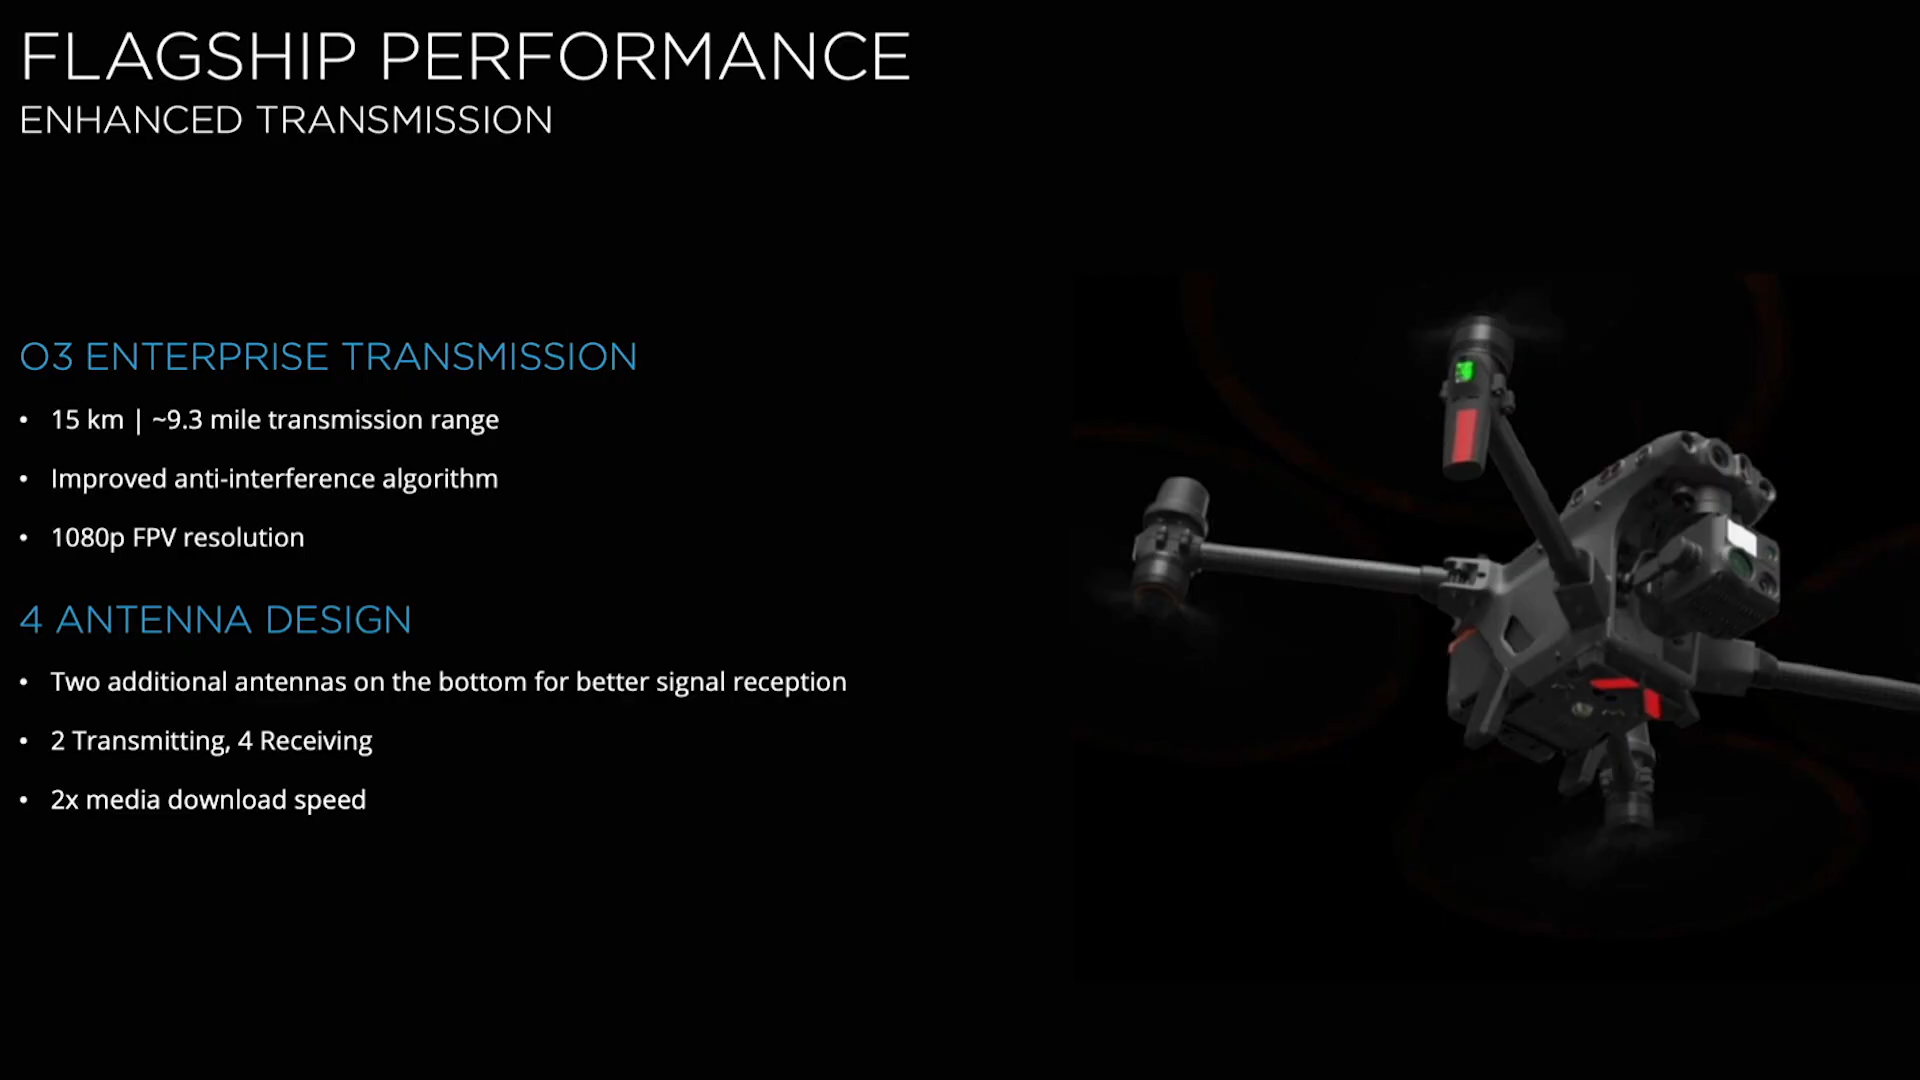 FLAGSHIP PERFORMANCE
ENHANCED TRANSMISSION
O3 ENTERPRISE TRANSMISSION
• 15 km | ~9.3 mile transmission range
• Improved anti-interference algorithm
• 1080p FPV resolution
4 ANTENNA DESIGN
• Two additional antennas on the bottom for better signal reception
• 2 Transmitting, 4 Receiving
• 2x media download speed